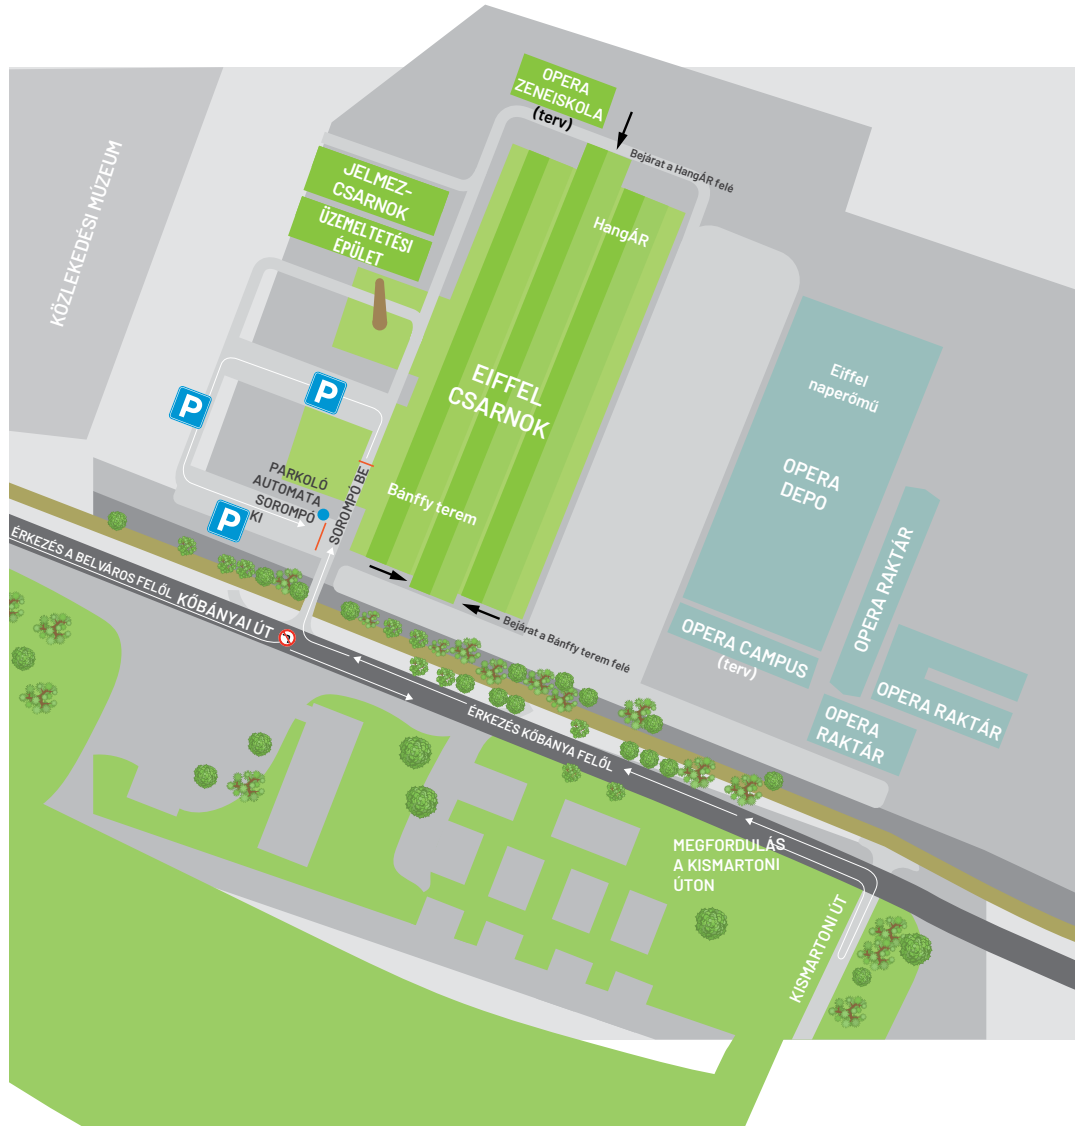 OPERA
ZENEISKOLA
(terv)
Bejárat a HangÁR felé
KÖZLEKEDÉSI MÚZEUM
JELMEZ-
CSARNOK
ÜZEMELTETÉSI
ÉPÜLET
HangÁR
EIFFEL
CSARNOK
Eiffel
naperőmü
P
P
OPERA
DEPO
PARKOLÓ
AUTOMATA
SOROMPÓ
KI
P
SOROMPÓ BE
Bánffy terem
ÉRKEZÉS A BELVÁROS FELŐL
KŐBÁNYAI ÚT
OPERA RAKTÁR
Bejárat a Bánffy terem felé
OPERA CAMPUS
(terv)
OPERA RAKTÁR
OPERA
RAKTÁR
ÉRKEZÉS KŐBÁNYA FELŐL
MEGFORDULÁS
A KISMARTONI
ÚTON
KISMARTONI ÚT